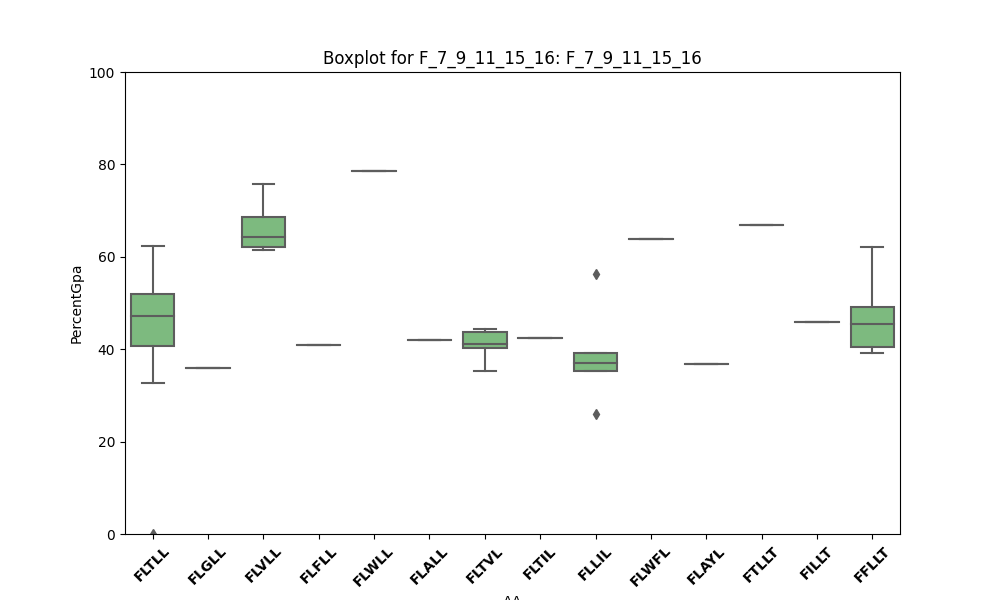 Boxplot for F_7_9_11_15_16: F_7_9_11_15_16
100
80
60
40
20
0
PercentGpa
FLTLL
FLGLL
FLVLL
FLFLL
FLWLL
FLALL
FLTVL
FLTIL
FLLIL
FLWFL
FLAYL
FTLLT
FILLT
FFLLT
AA